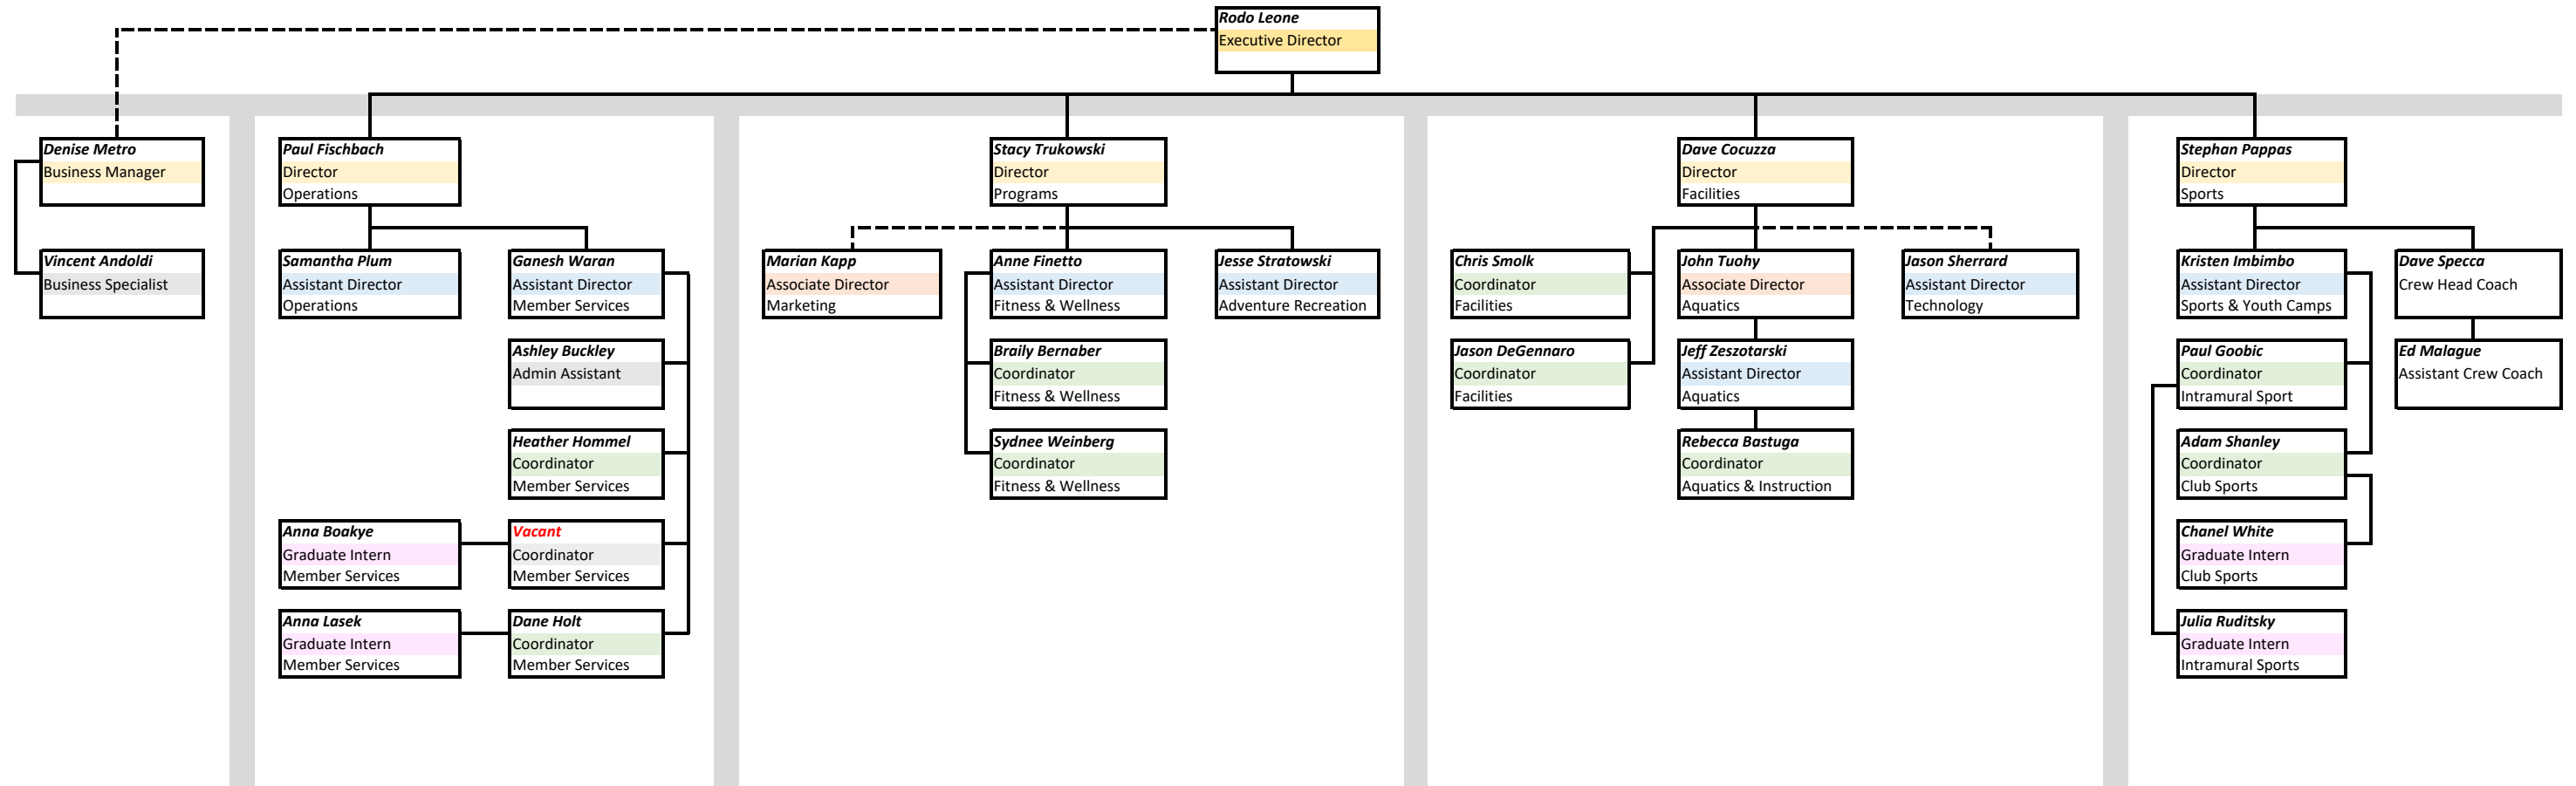 Rodo Leone
Executive Director
Denise Metro
Business Manager
Vincent Andoldi
Business Specialist
Paul Fischbach
Director
Operations
Samantha Plum
Assistant Director
Operations
Ganesh Waran
Assistant Director
Member Services
Ashley Buckley
Admin Assistant
Heather Hommel
Coordinator
Member Services
Anna Boakye
Graduate Intern
Member Services
Vacant
Coordinator
Member Services
Anna Lasek
Graduate Intern
Member Services
Dane Holt
Coordinator
Member Services
Stacy Trukowski
Director
Programs
Marian Kapp
Associate Director
Marketing
Anne Finetto
Assistant Director
Fitness & Wellness
Jesse Stratowski
Assistant Director
Adventure Recreation
Braily Bernaber
Coordinator
Fitness & Wellness
Sydnee Weinberg
Coordinator
Fitness & Wellness
Dave Cocuzza
Director
Facilities
Chris Smolk
Coordinator
Facilities
John Tuohy
Associate Director
Aquatics
Jason Sherrard
Assistant Director
Technology
Jason DeGennaro
Coordinator
Facilities
Jeff Zeszotarski
Assistant Director
Aquatics
Rebecca Bastuga
Coordinator
Aquatics & Instruction
Stephan Pappas
Director
Sports
Kristen Imbimbo
Assistant Director
Sports & Youth Camps
Dave Specca
Crew Head Coach
Paul Goobic
Coordinator
Intramural Sport
Ed Malague
Assistant Crew Coach
Adam Shanley
Coordinator
Club Sports
Chanel White
Graduate Intern
Club Sports
Julia Ruditsky
Graduate Intern
Intramural Sports